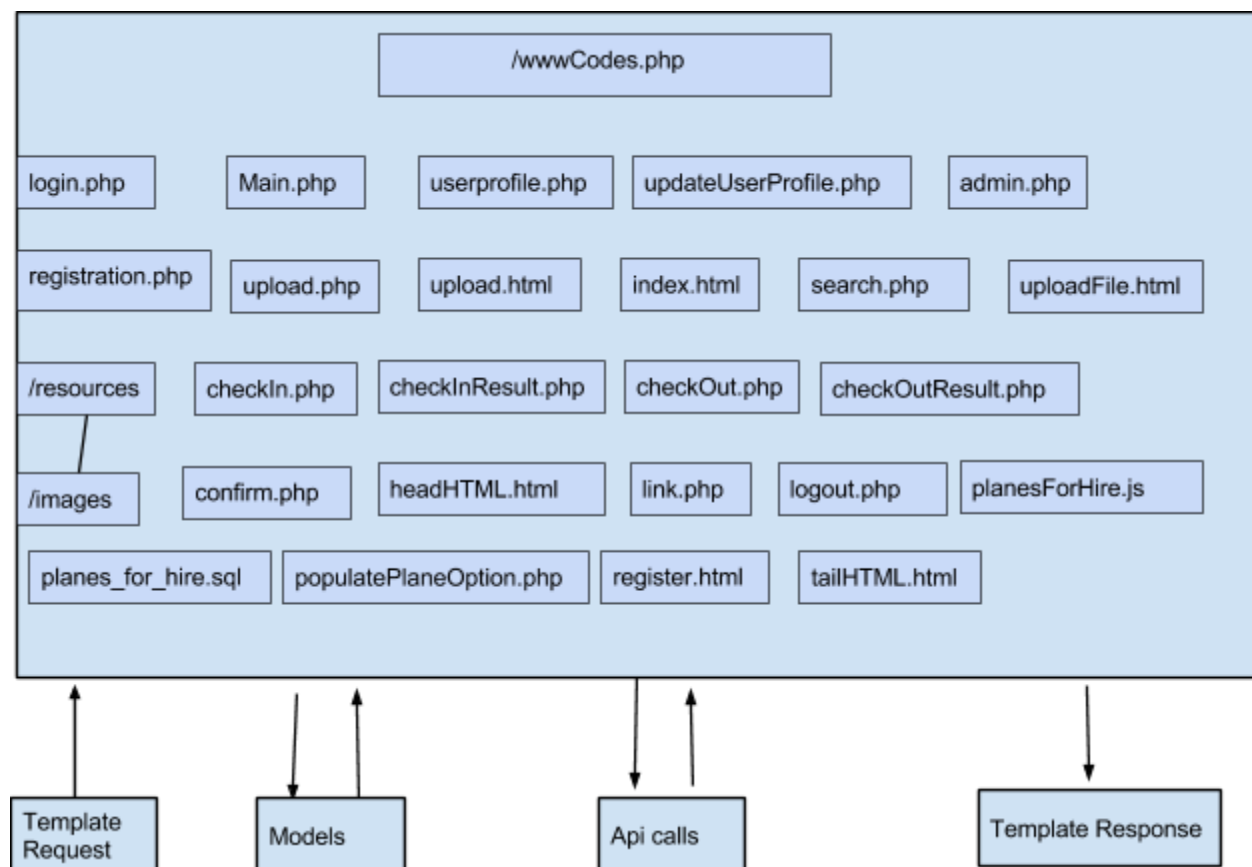 /wwwCodes.php
login.php
Main.php
userprofile.php
updateUserProfile.php
admin.php
registration.php
upload.php
upload.html
index.html
search.php
uploadFile.html
/resources
checkIn.php
checkInResult.php
checkOut.php
checkOutResult.php
/images
confirm.php
headHTML.html
link.php
logout.php
planesForHire.js
planes_for_hire.sql
populatePlaneOption.php
register.html
tailHTML.html
Template
Request
Models
Api calls
Template Response